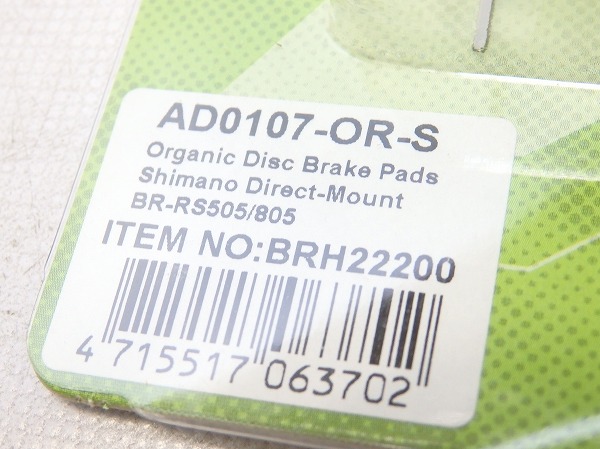 AD0107-OR-S
Organic Disc Brake Pads
Shimano Direct-Mount
BR-RS505/805
ITEM NO:BRH22200
4 715517 063702